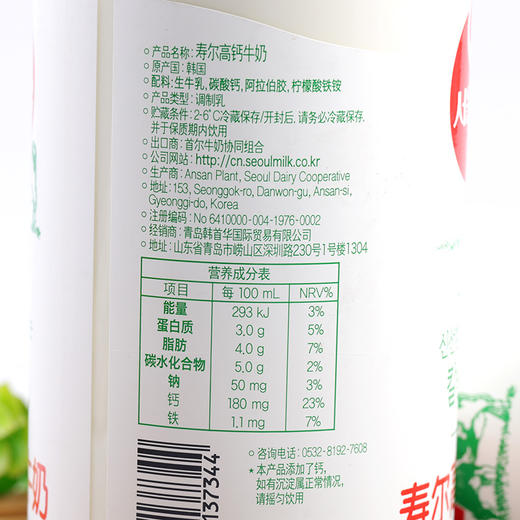 产品名称: 寿尔高钙牛奶
原产国: 韩国
配料: 生牛乳, 碳酸钙, 阿拉伯胶, 柠檬酸铁铵
产品类型: 调制乳
贮藏条件: 2-6℃冷藏保存/开封后, 请务必冷藏保存,
并于保质期内饮用
出口商: 首尔牛奶协同组合
公司网站: http://cn.seoulmilk.co.kr
生产商: Ansan Plant, Seoul Dairy Cooperative
地址: 153, Seonggok-ro, Danwon-gu, Ansan-si,
Gyeonggi-do, Korea
注册编码: No 6410000-004-1976-0002
经销商: 青岛韩首华国际贸易有限公司
地址: 山东省青岛市崂山区深圳路230号1号楼1304
营养成分表
项目 每 100 mL NRV%
能量 293 kJ 3%
蛋白质 3.0 g 5%
脂肪 4.0 g 7%
碳水化合物 5.0 g 2%
钠 50 mg 3%
钙 180 mg 23%
铁 1.1 mg 7%
咨询电话: 0532-8192-7608
★本产品添加了钙,
如有沉淀属正常情况,
请摇匀饮用
137344
牛奶
寿尔